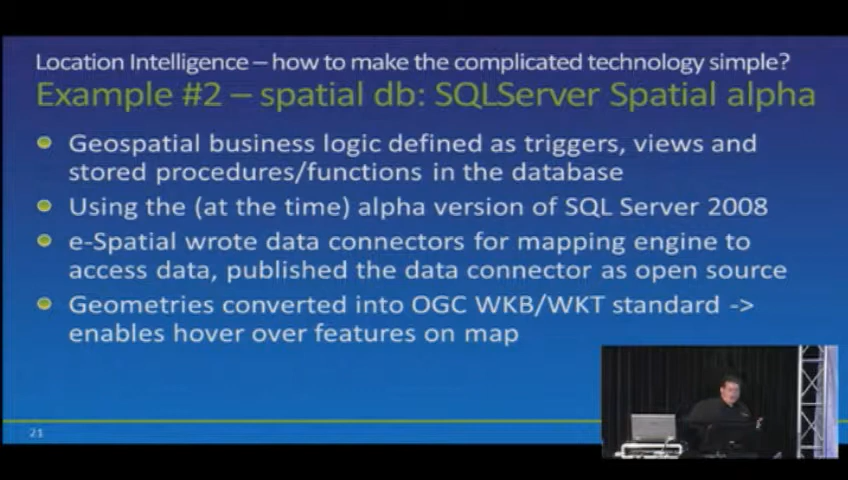 Location Intelligence – how to make the complicated technology simple?
Example #2 – spatial db: SQLServer Spatial alpha
Geospatial business logic defined as triggers, views and
stored procedures/functions in the database
Using the (at the time) alpha version of SQL Server 2008
e-Spatial wrote data connectors for mapping engine to
access data, published the data connector as open source
Geometries converted into OGC WKB/WKT standard ->
enables hover over features on map
21